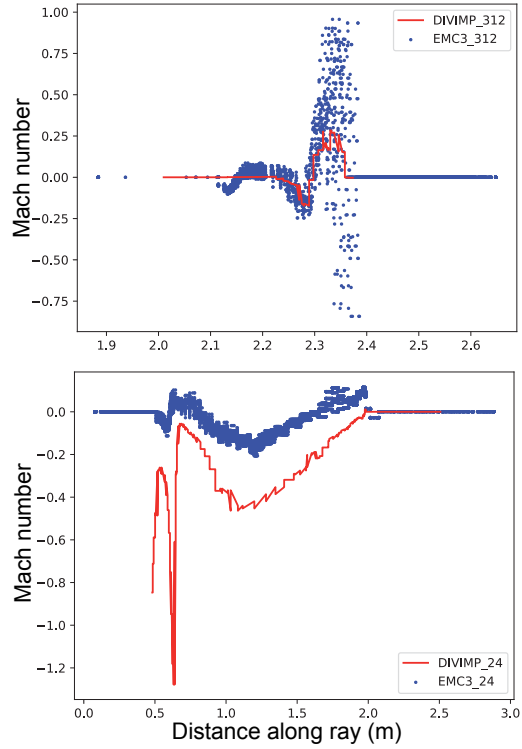 1.00
0.75
0.50
0.25
0.00
−0.25
−0.50
−0.75
Mach number
DIVIMP_312
EMC3_312
1.9 2.0 2.1 2.2 2.3 2.4 2.5 2.6
0.0
−0.2
−0.4
−0.6
−0.8
−1.0
−1.2
Mach number
DIVIMP_24
EMC3_24
0.0 0.5 1.0 1.5 2.0 2.5 3.0
Distance along ray (m)